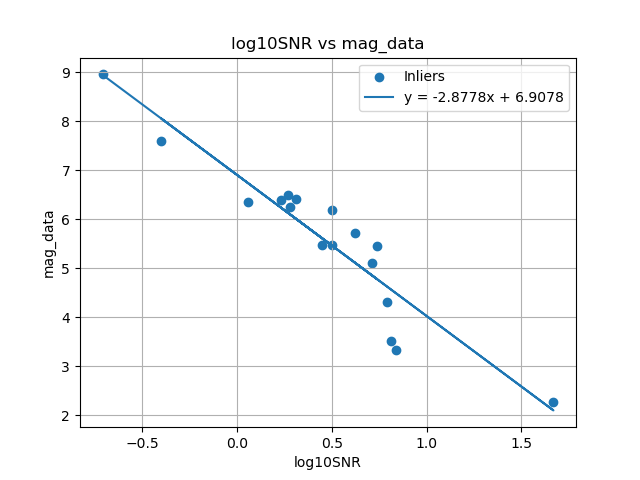 log10SNR vs mag_data
Inliers
y = -2.8778x + 6.9078
9
8
7
6
5
4
3
2
mag_data
−0.5
0.0
0.5
1.0
1.5
log10SNR